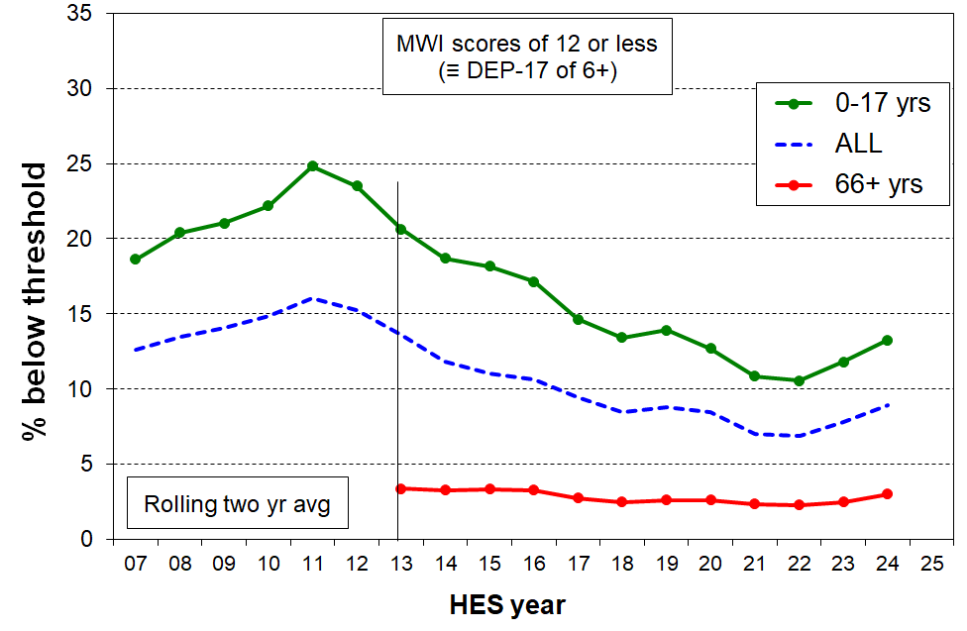 35
30
25
20
15
10
5
0
% below threshold
MWI scores of 12 or less
(≡ DEP-17 of 6+)
0-17 yrs
ALL
66+ yrs
Rolling two yr avg
07 08 09 10 11 12 13 14 15 16 17 18 19 20 21 22 23 24 25
HES year